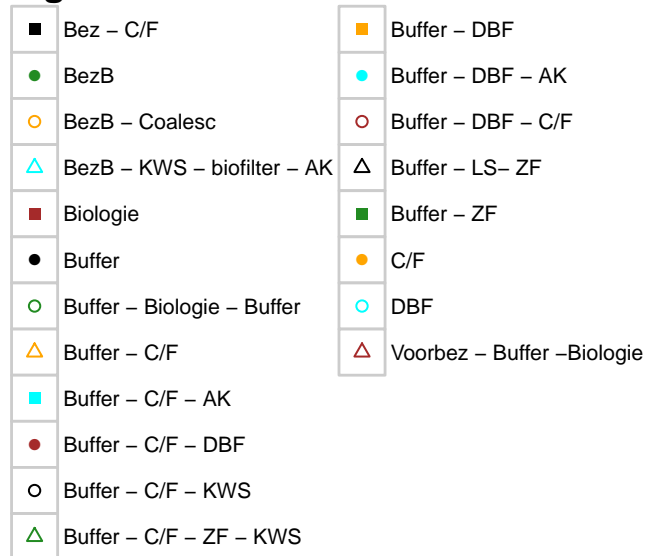 Bez – C/F
BezB
BezB – Coalesc
BezB – KWS – biofilter – AK
Biologie
Buffer
Buffer – Biologie – Buffer
Buffer – C/F
Buffer – C/F – AK
Buffer – C/F – DBF
Buffer – C/F – KWS
Buffer – C/F – ZF – KWS
Buffer – DBF
Buffer – DBF – AK
Buffer – DBF – C/F
Buffer – LS– ZF
Buffer – ZF
C/F
DBF
Voorbez – Buffer –Biologie